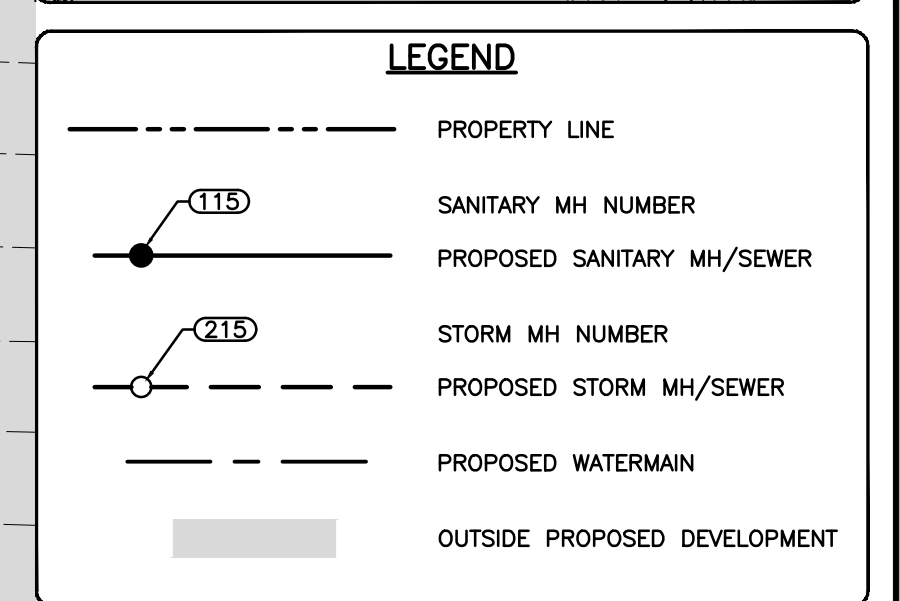 LEGEND
PROPERTY LINE
115
SANITARY MH NUMBER
PROPOSED SANITARY MH/SEWER
215
STORM MH NUMBER
PROPOSED STORM MH/SEWER
PROPOSED WATERMAIN
OUTSIDE PROPOSED DEVELOPMENT